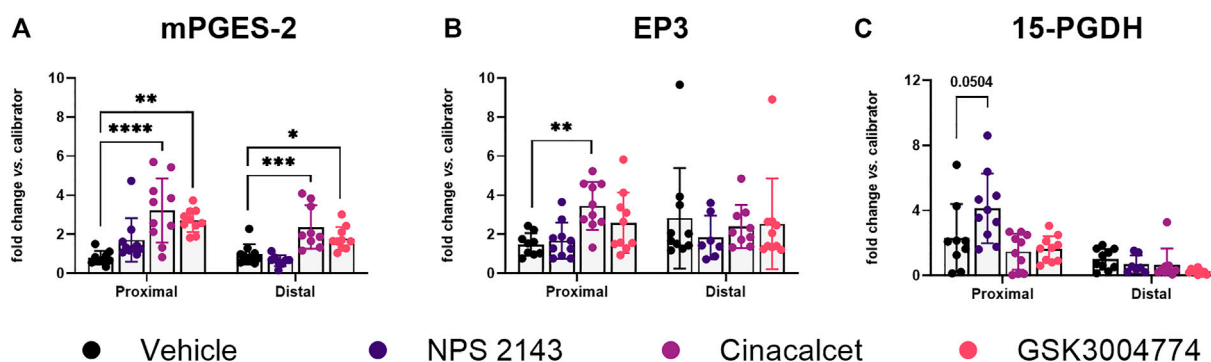 A
mPGES-2
fold change vs. calibrator
10
8
6
4
2
0
**
****
*
***
Proximal
Distal
B
EP3
fold change vs. calibrator
10
8
6
4
2
0
**
Proximal
Distal
C
15-PGDH
fold change vs. calibrator
12
8
4
0
0.0504
Proximal
Distal
Vehicle
NPS 2143
Cinacalcet
GSK3004774